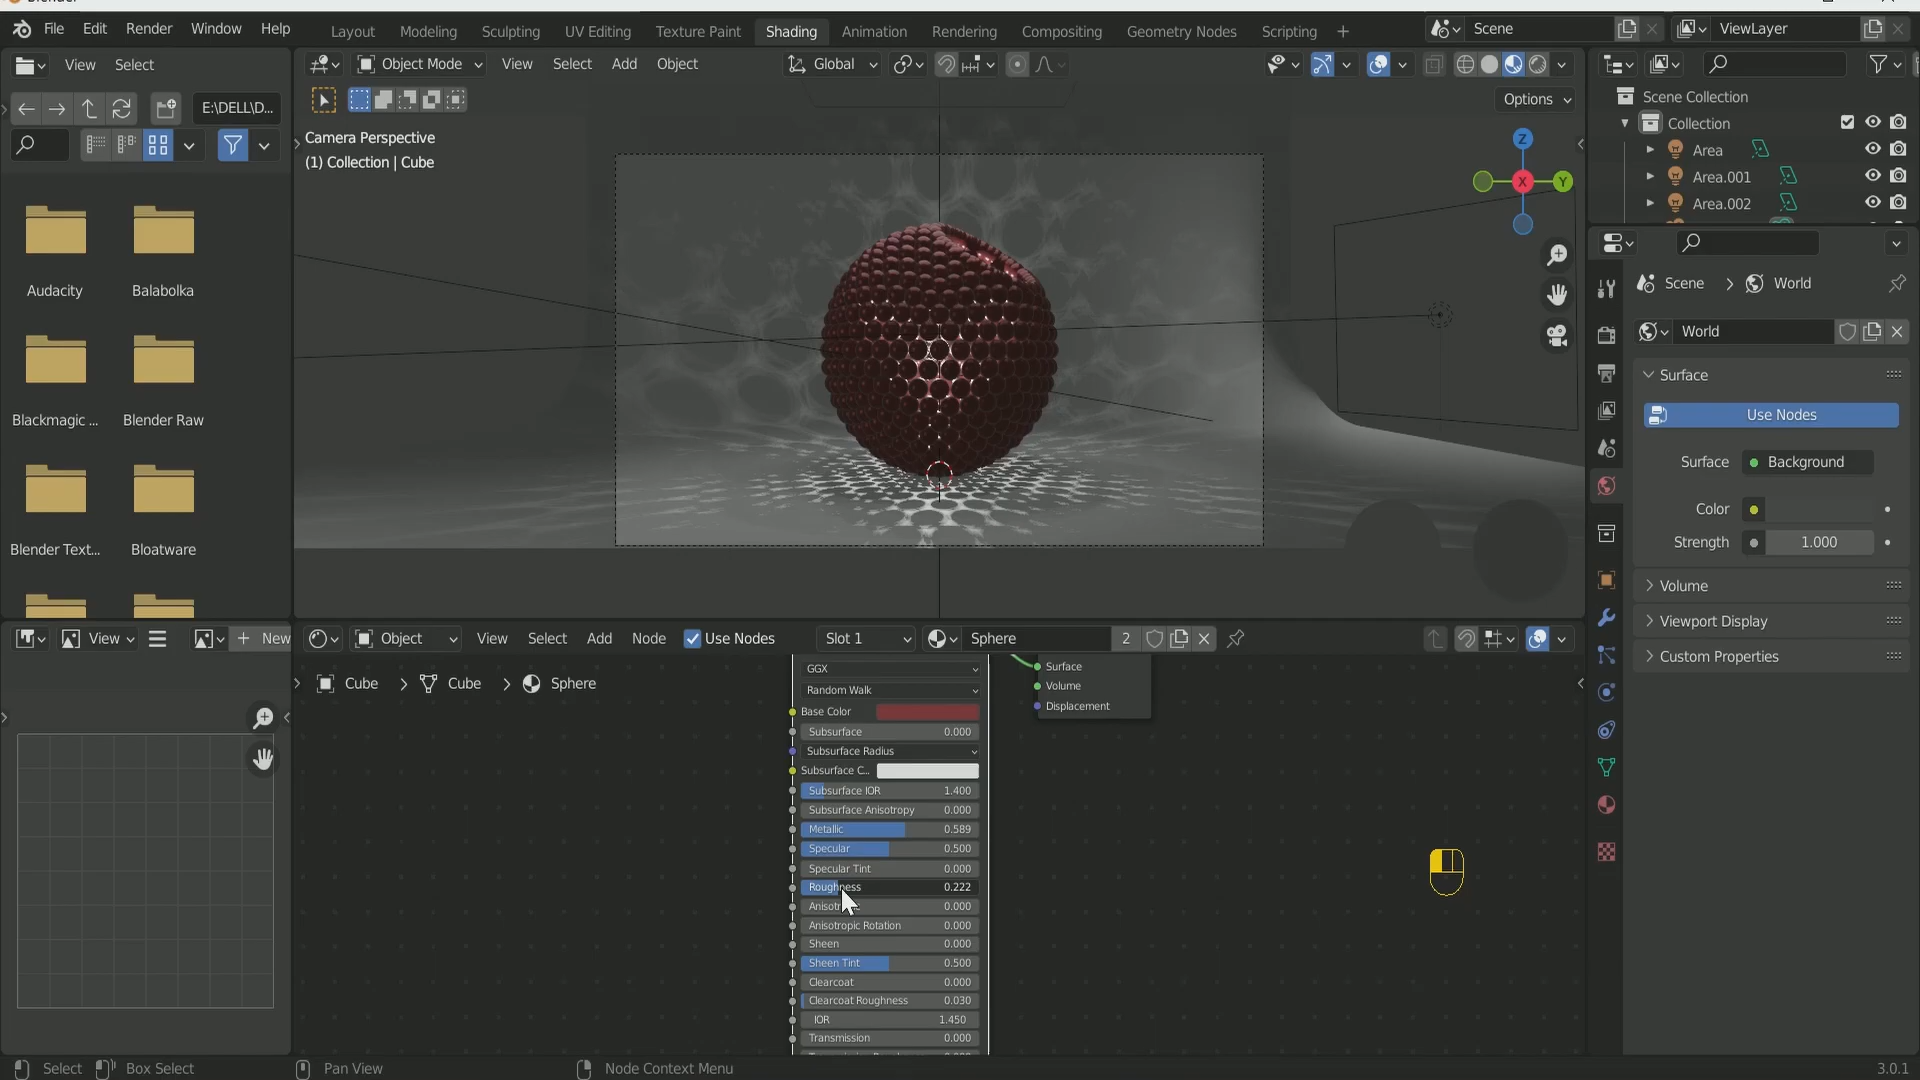 Blender
File Edit Render Window Help
Layout Modeling Sculpting UV Editing Texture Paint Shading Animation Rendering Compositing Geometry Nodes Scripting +
Scene
ViewLayer
View Select
Object Mode View Select Add Object
Global
E:\DELL\D...
Options
Camera Perspective
(1) Collection | Cube
Z
X
Y
Audacity
Balabolka
Blackmagic ...
Blender Raw
Blender Text...
Bloatware
Scene Collection
Collection
Area
Area.001
Area.002
Scene > World
World
Surface
Use Nodes
Surface Background
Color
Strength 1.000
Volume
Viewport Display
Custom Properties
View
+ New
Object View Select Add Node Use Nodes Slot 1 Sphere 2
Cube > Cube > Sphere
GGX
Random Walk
Base Color
Subsurface 0.000
Subsurface Radius
Subsurface C...
Subsurface IOR 1.400
Subsurface Anisotropy 0.000
Metallic 0.589
Specular 0.500
Specular Tint 0.000
Roughness 0.222
0.000
Anisotropic Rotation 0.000
Sheen 0.000
Sheen Tint 0.500
Clearcoat 0.000
Clearcoat Roughness 0.030
IOR 1.450
Transmission 0.000
Surface
Volume
Displacement
Select Box Select Pan View Node Context Menu 3.0.1